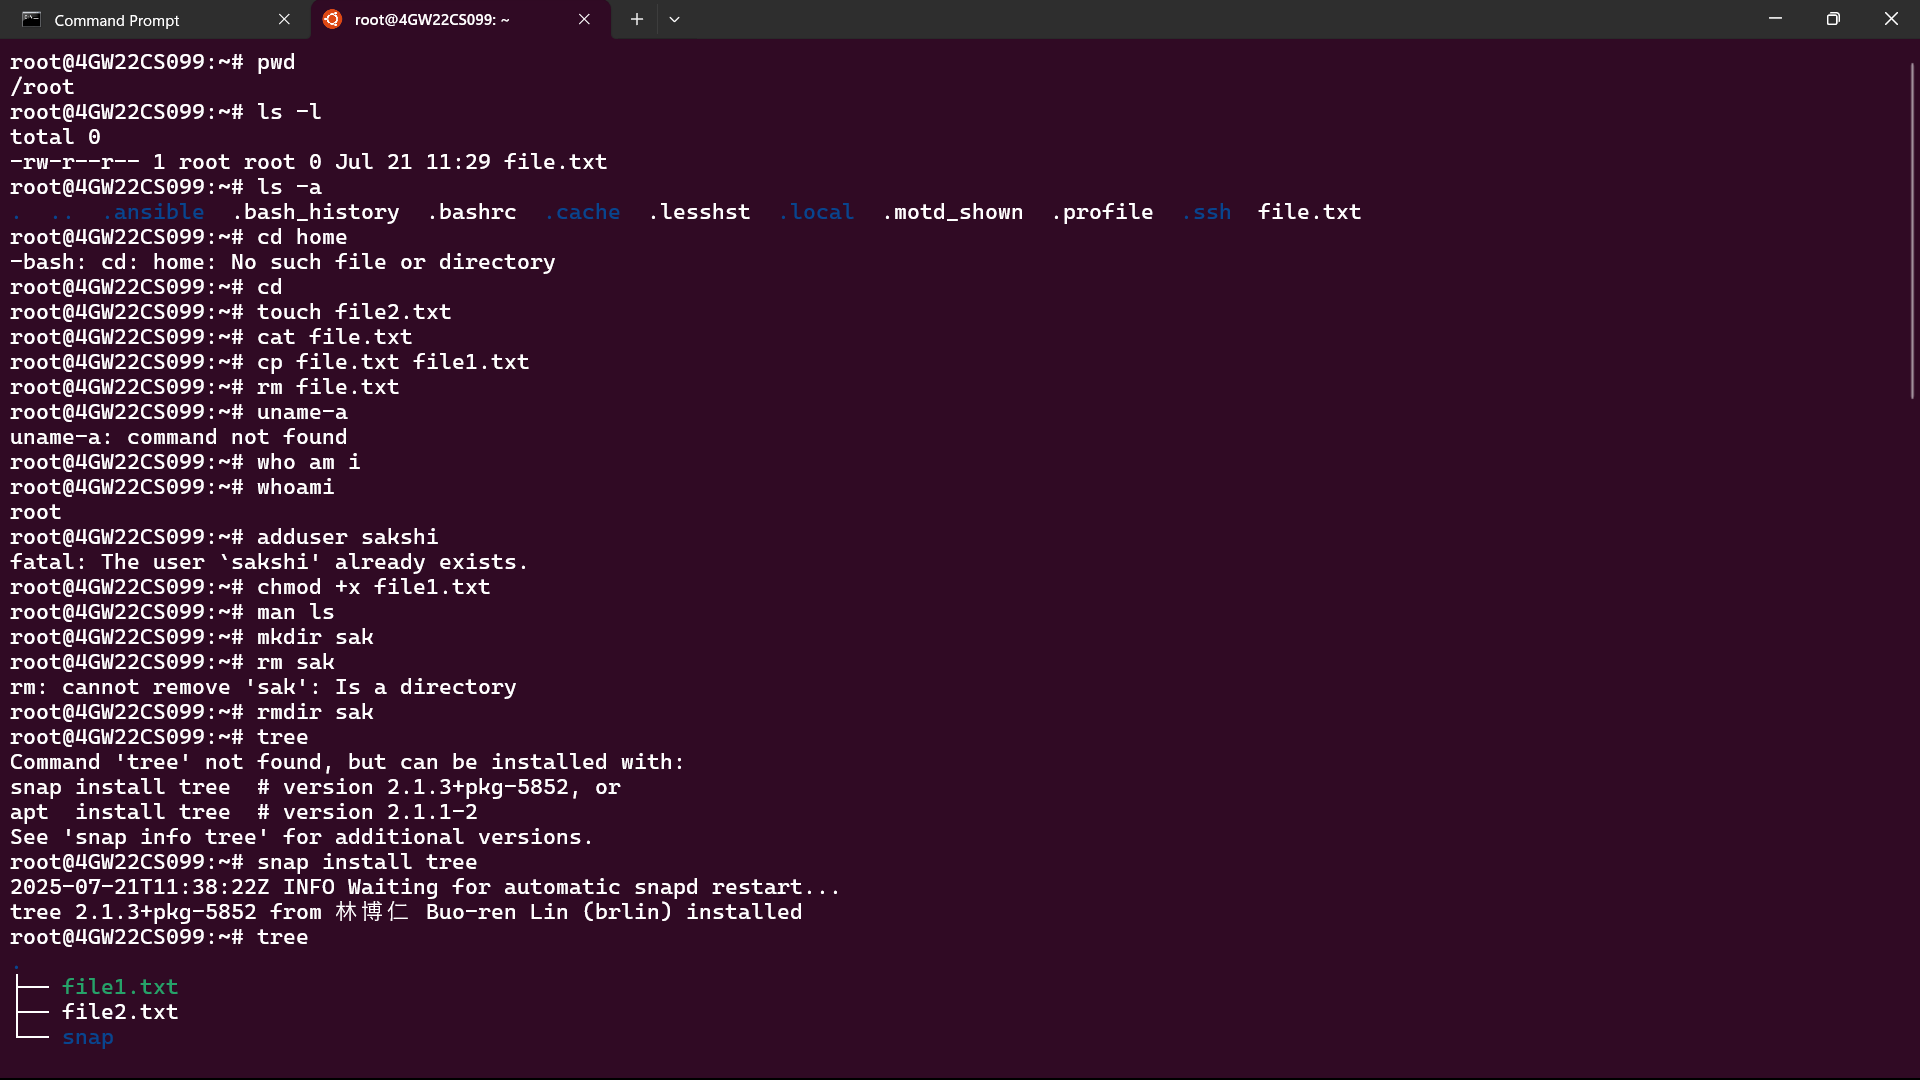 Command Prompt
root@4GW22CS099: ~
root@4GW22CS099:~# pwd
/root
root@4GW22CS099:~# ls -l
total 0
-rw-r--r-- 1 root root 0 Jul 21 11:29 file.txt
root@4GW22CS099:~# ls -a
.  ..  .ansible  .bash_history  .bashrc  .cache  .lesshst  .local  .motd_shown  .profile  .ssh  file.txt
root@4GW22CS099:~# cd home
-bash: cd: home: No such file or directory
root@4GW22CS099:~# cd
root@4GW22CS099:~# touch file2.txt
root@4GW22CS099:~# cat file.txt
root@4GW22CS099:~# cp file.txt file1.txt
root@4GW22CS099:~# rm file.txt
root@4GW22CS099:~# uname-a
uname-a: command not found
root@4GW22CS099:~# who am i
root@4GW22CS099:~# whoami
root
root@4GW22CS099:~# adduser sakshi
fatal: The user `sakshi' already exists.
root@4GW22CS099:~# chmod +x file1.txt
root@4GW22CS099:~# man ls
root@4GW22CS099:~# mkdir sak
root@4GW22CS099:~# rm sak
rm: cannot remove 'sak': Is a directory
root@4GW22CS099:~# rmdir sak
root@4GW22CS099:~# tree
Command 'tree' not found, but can be installed with:
snap install tree  # version 2.1.3+pkg-5852, or
apt  install tree  # version 2.1.1-2
See 'snap info tree' for additional versions.
root@4GW22CS099:~# snap install tree
2025-07-21T11:38:22Z INFO Waiting for automatic snapd restart...
tree 2.1.3+pkg-5852 from 林博仁 Buo-ren Lin (brlin) installed
root@4GW22CS099:~# tree
.
├── file1.txt
├── file2.txt
└── snap